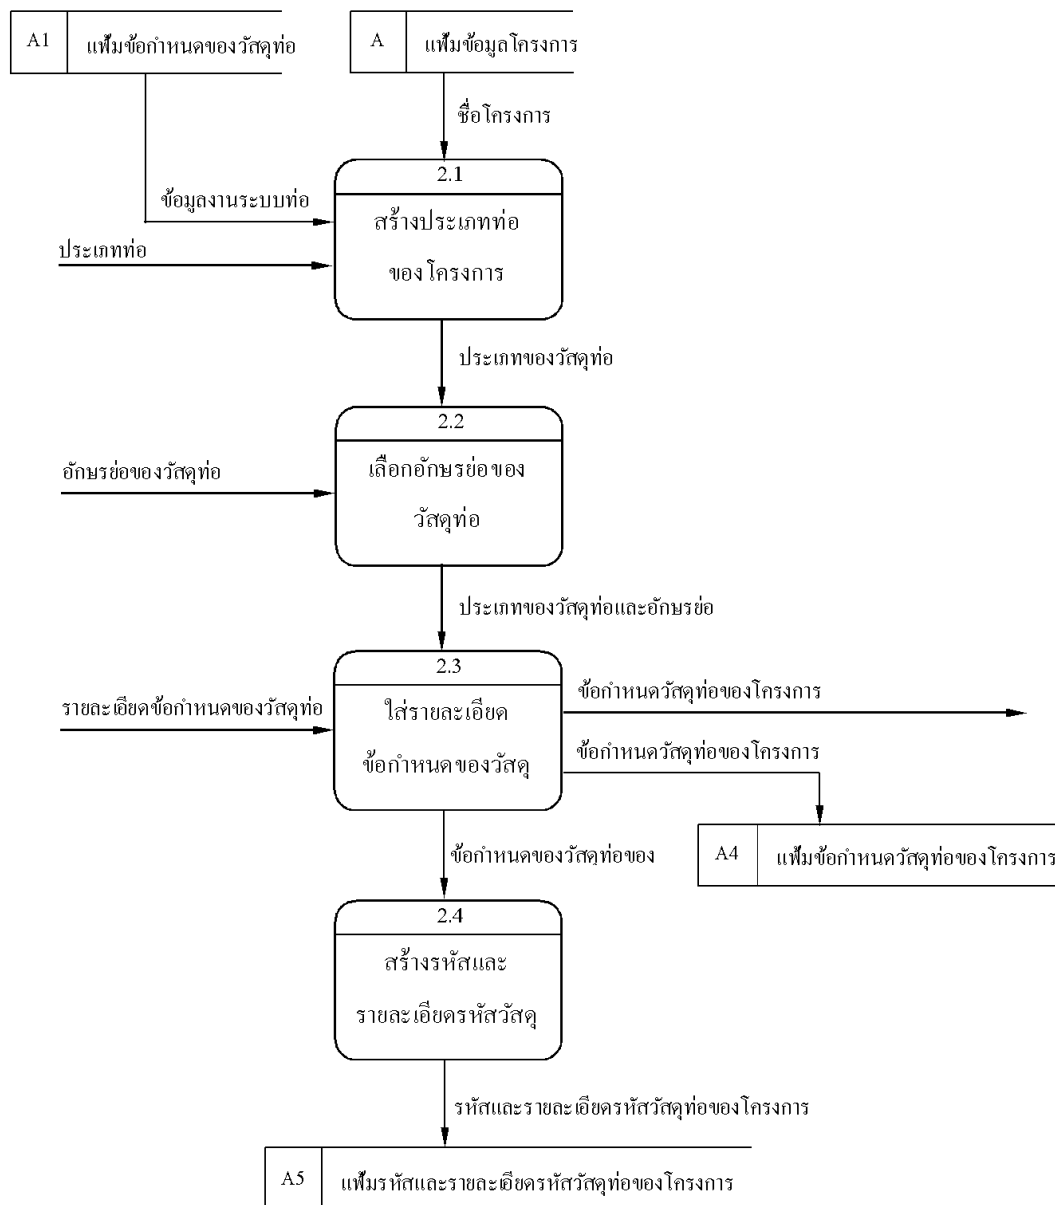 A1 แฟ้มข้อกำหนดของวัสดุท่อ
A แฟ้มข้อมูลโครงการ
ชื่อโครงการ
2.1
ข้อมูลงานระบบท่อ
สร้างประเภทท่อ
ประเภทท่อ
ของโครงการ
ประเภทของวัสดุท่อ
2.2
อักษรย่อของวัสดุท่อ
เลือกอักษรย่อของ
วัสดุท่อ
ประเภทของวัสดุท่อและอักษรย่อ
2.3
รายละเอียดข้อกำหนดของวัสดุท่อ
ใส่รายละเอียด
ข้อกำหนดของวัสดุ
ข้อกำหนดวัสดุท่อของโครงการ
ข้อกำหนดวัสดุท่อของโครงการ
A4 แฟ้มข้อกำหนดวัสดุท่อของโครงการ
ข้อกำหนดของวัสดุท่อของ
2.4
สร้างรหัสและ
รายละเอียดรหัสวัสดุ
รหัสและรายละเอียดรหัสวัสดุท่อของโครงการ
A5 แฟ้มรหัสและรายละเอียดรหัสวัสดุท่อของโครงการ